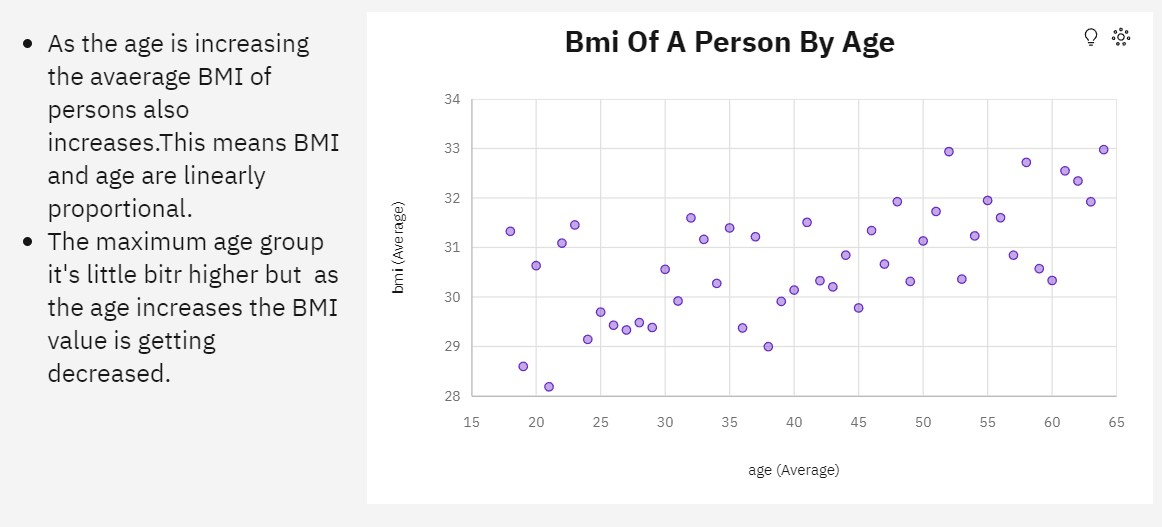 • As the age is increasing
the avaerage BMI of
persons also
increases.This means BMI
and age are linearly
proportional.
• The maximum age group
it's little bitr higher but  as
the age increases the BMI
value is getting
decreased.
Bmi Of A Person By Age
34
33
32
31
30
29
28
bmi (Average)
15 20 25 30 35 40 45 50 55 60 65
age (Average)